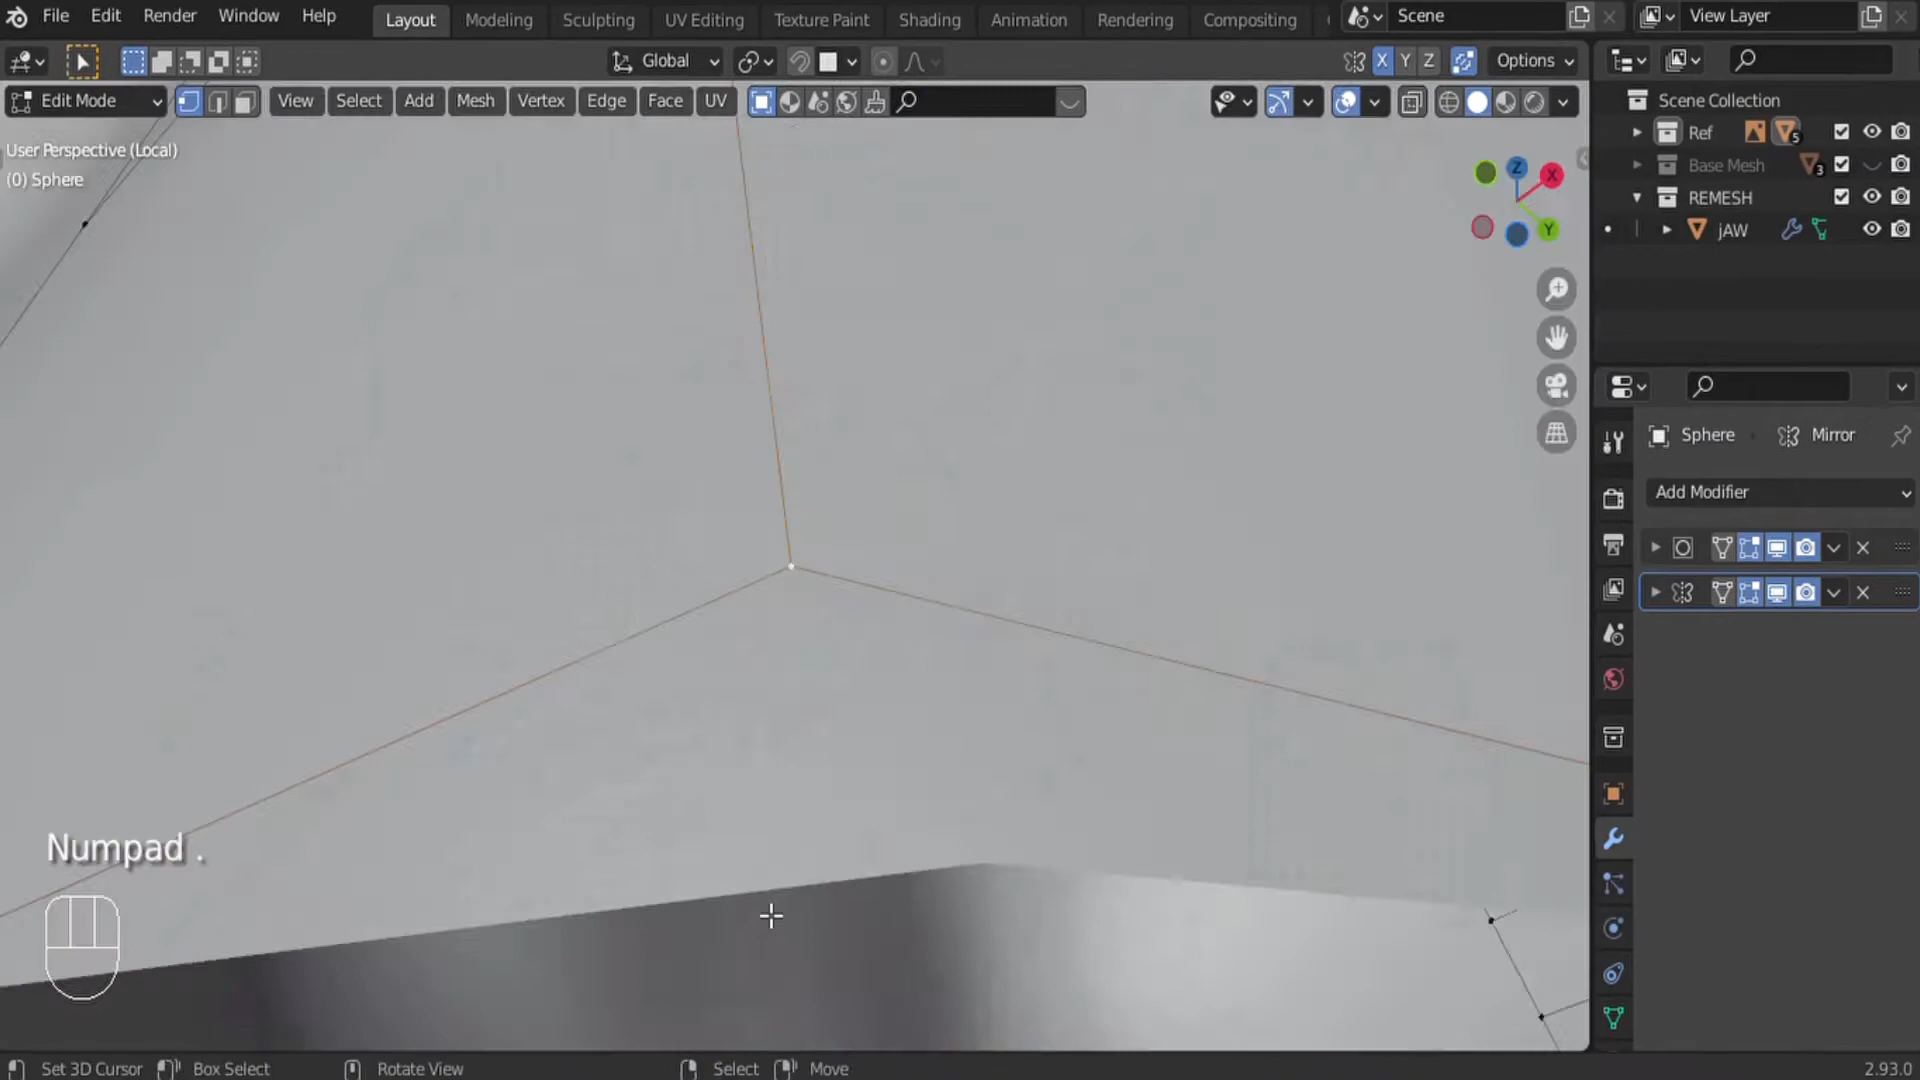 File Edit Render Window Help Layout Modeling Sculpting UV Editing Texture Paint Shading Animation Rendering Compositing Scene View Layer
Global X Y Z Options
Edit Mode View Select Add Mesh Vertex Edge Face UV
User Perspective (Local)
(0) Sphere
Z X Y
Scene Collection
Ref 5
Base Mesh 3
REMESH
jAW
Sphere Mirror
Add Modifier
Numpad .
Set 3D Cursor Box Select Rotate View Select Move 2.93.0